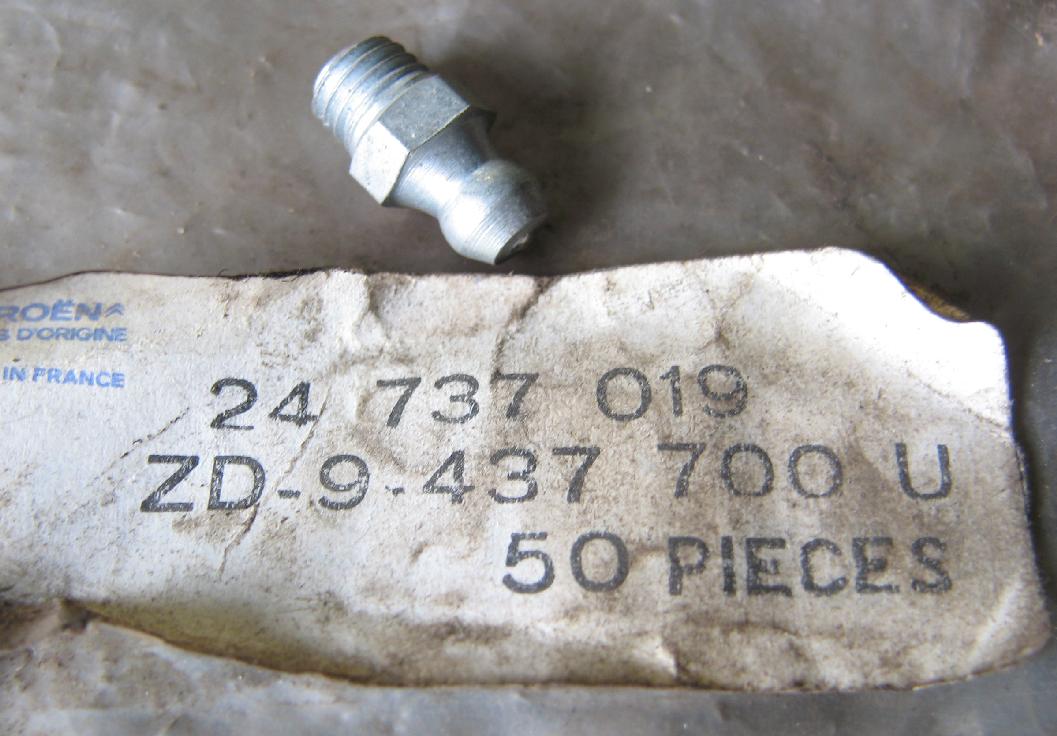 ROËN
S D'ORIGINE
IN FRANCE
24 737 019
ZD-9-437 700 U
50 PIECES